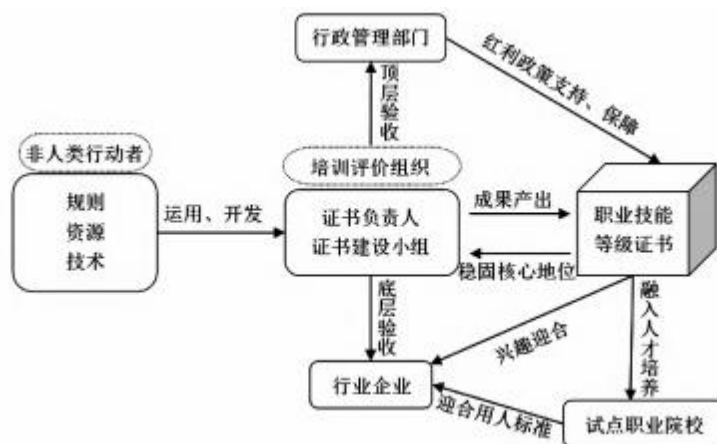 行政管理部门
红利政策支持、保障
顶层验收
非人类行动者
培训评价组织
规则
资源
技术
运用、开发
证书负责人
证书建设小组
成果产出
稳固核心地位
职业技能
等级证书
底层验收
兴趣迎合
融入人才培养
行业企业
迎合用人标准
试点职业院校